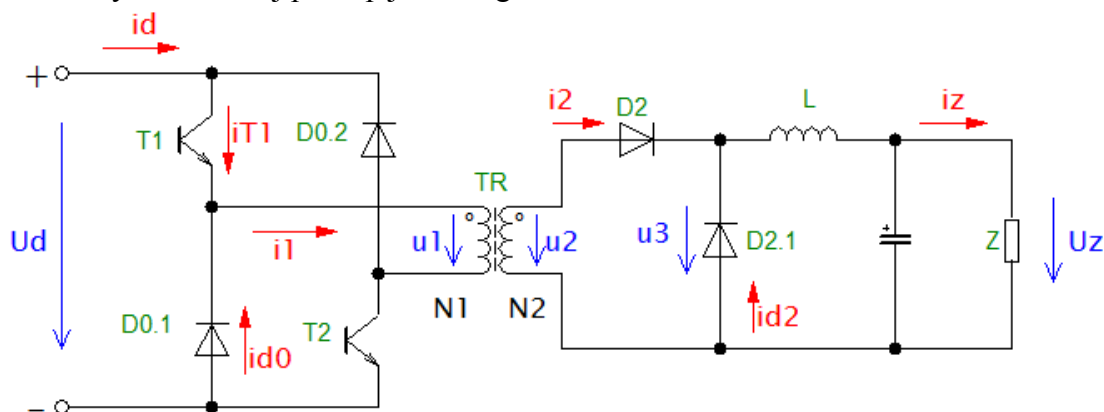 id
+
T1
iT1
D0.2
i2
D2
L
iz
TR
Ud
i1
u1
u2
u3
D2.1
+
Z
Uz
N1
N2
D0.1
id0
T2
id2
-